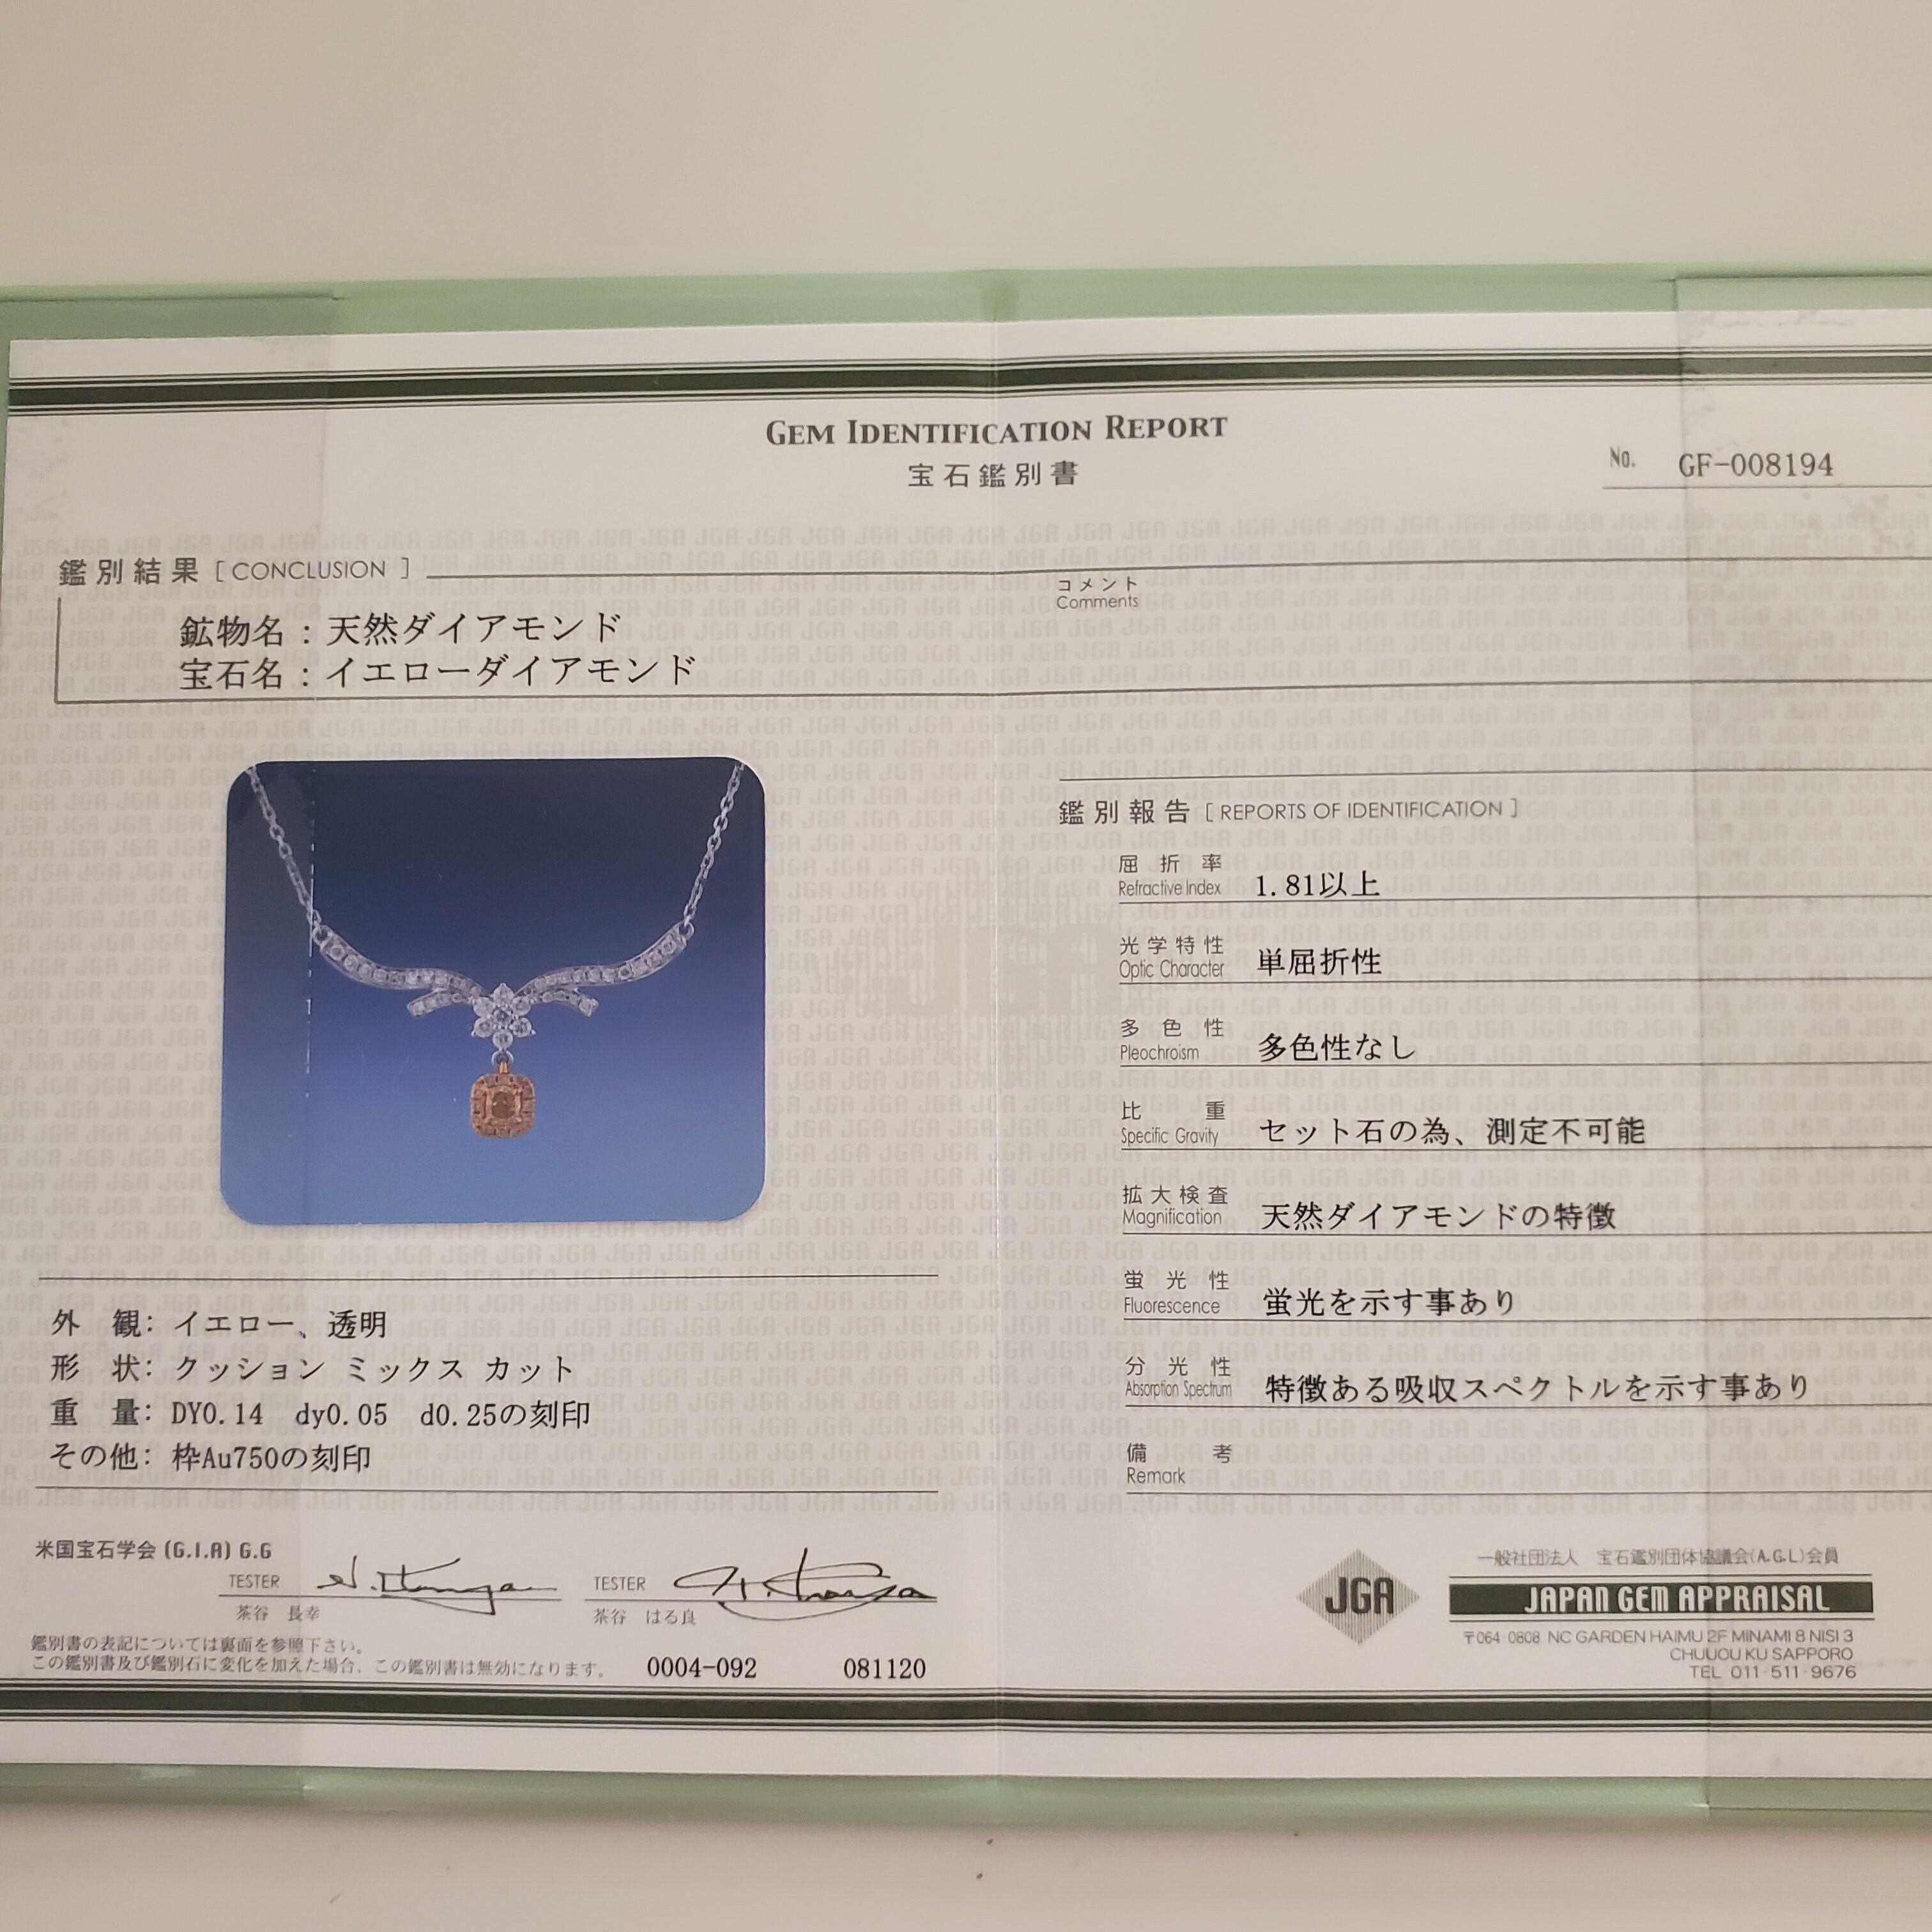 GEM IDENTIFICATION REPORT
宝石鑑別書
No. GF-008194
鑑別結果 [ CONCLUSION ]
鉱物名：天然ダイアモンド
宝石名：イエローダイアモンド
コメント
Comments
外 観：イエロー、透明
形 状：クッション ミックス カット
重 量：DY0.14 dy0.05 d0.25の刻印
その他：枠Au750の刻印
米国宝石学会 (G.I.A) G.G
TESTER
茶谷 長幸
TESTER
茶谷 はる良
鑑別書の表記については裏面を参照下さい。
この鑑別書及び鑑別石に変化を加えた場合、この鑑別書は無効になります。 0004-092 081120
鑑別報告 [ REPORTS OF IDENTIFICATION ]
屈折率
Refractive Index 1.81以上
光学特性
Optic Character 単屈折性
多色性
Pleochroism 多色性なし
比重
Specific Gravity セット石の為、測定不可能
拡大検査
Magnification 天然ダイアモンドの特徴
蛍光性
Fluorescence 蛍光を示す事あり
分光性
Absorption Spectrum 特徴ある吸収スペクトルを示す事あり
備考
Remark
JGA
一般社団法人 宝石鑑別団体協議会(A.G.L)会員
JAPAN GEM APPRAISAL
〒064-0808 NC GARDEN HAIMU 2F MINAMI 8 NISI 3
CHUUOU KU SAPPORO
TEL 011-511-9676